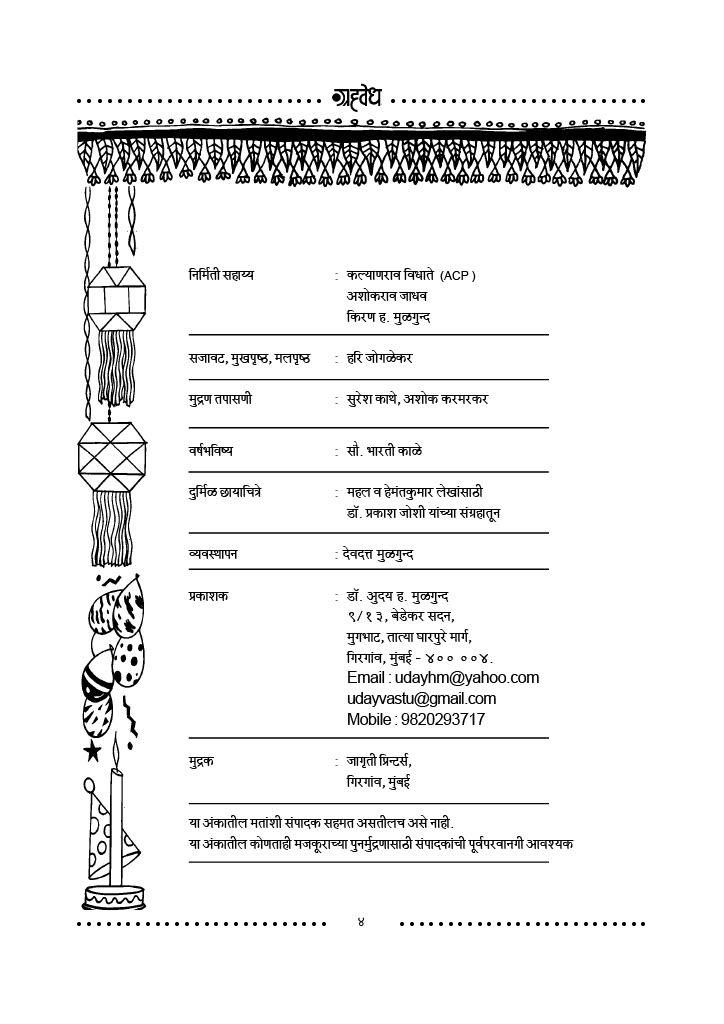 ग्रहवेध
निर्मिती सहाय्य : कल्याणराव विधाते (ACP )
अशोकराव जाधव
किरण ह. मुळगुन्द
सजावट, मुखपृष्ठ, मलपृष्ठ : हरि जोगळेकर
मुद्रण तपासणी : सुरेश काथे, अशोक करमरकर
वर्षभविष्य : सौ. भारती काळे
दुर्मिळ छायाचित्रे : महल व हेमंतकुमार लेखांसाठी
डॉ. प्रकाश जोशी यांच्या संग्रहातून
व्यवस्थापन : देवदत्त मुळगुन्द
प्रकाशक : डॉ. अुदय ह. मुळगुन्द
९/१३, बेडेकर सदन,
मुगभाट, तात्या घारपुरे मार्ग,
गिरगांव, मुंबई - ४०० ००४.
Email : udayhm@yahoo.com
udayvastu@gmail.com
Mobile : 9820293717
मुद्रक : जागृती प्रिन्टर्स,
गिरगांव, मुंबई
या अंकातील मतांशी संपादक सहमत असतीलच असे नाही.
या अंकातील कोणताही मजकूराच्या पुनर्मुद्रणासाठी संपादकांची पूर्वपरवानगी आवश्यक
४